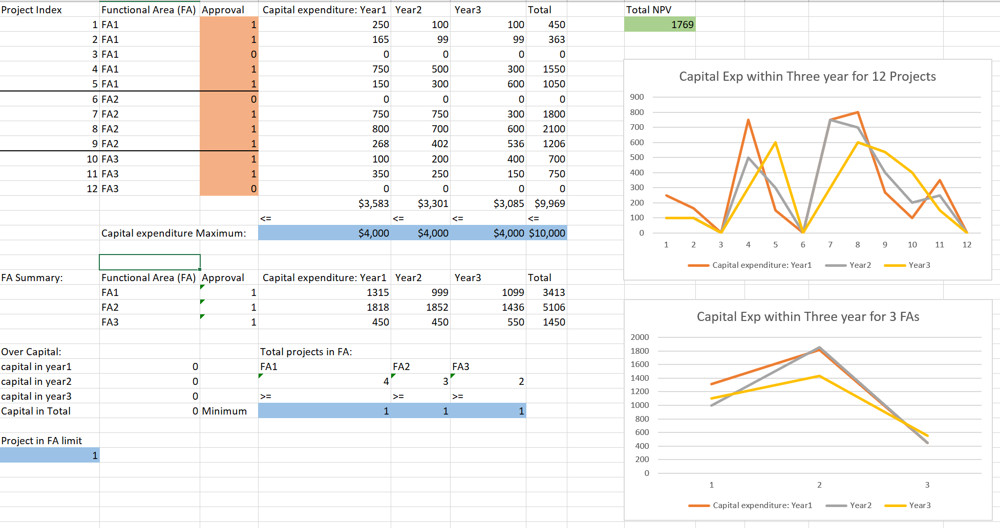 Project Index Functional Area (FA) Approval Capital expenditure: Year1 Year2 Year3 Total Total NPV
1 FA1 1 250 100 100 450 1769
2 FA1 1 165 99 99 363
3 FA1 0 0 0 0 0
4 FA1 1 750 500 300 1550
5 FA1 1 150 300 600 1050
6 FA2 0 0 0 0 0
7 FA2 1 750 750 300 1800
8 FA2 1 800 700 600 2100
9 FA2 1 268 402 536 1206
10 FA3 1 100 200 400 700
11 FA3 1 350 250 150 750
12 FA3 0 0 0 0 0
$3,583 $3,301 $3,085 $9,969
<= <= <= <=
Capital expenditure Maximum: $4,000 $4,000 $4,000 $10,000
FA Summary: Functional Area (FA) Approval Capital expenditure: Year1 Year2 Year3 Total
FA1 1 1315 999 1099 3413
FA2 1 1818 1852 1436 5106
FA3 1 450 450 550 1450
Over Capital: Total projects in FA:
capital in year1 0 FA1 FA2 FA3
capital in year2 0 4 3 2
capital in year3 0 >= >= >=
Capital in Total 0 Minimum 1 1 1
Project in FA limit
1
Capital Exp within Three year for 12 Projects
900
800
700
600
500
400
300
200
100
0
1 2 3 4 5 6 7 8 9 10 11 12
Capital expenditure: Year1 Year2 Year3
Capital Exp within Three year for 3 FAs
2000
1800
1600
1400
1200
1000
800
600
400
200
0
1 2 3
Capital expenditure: Year1 Year2 Year3